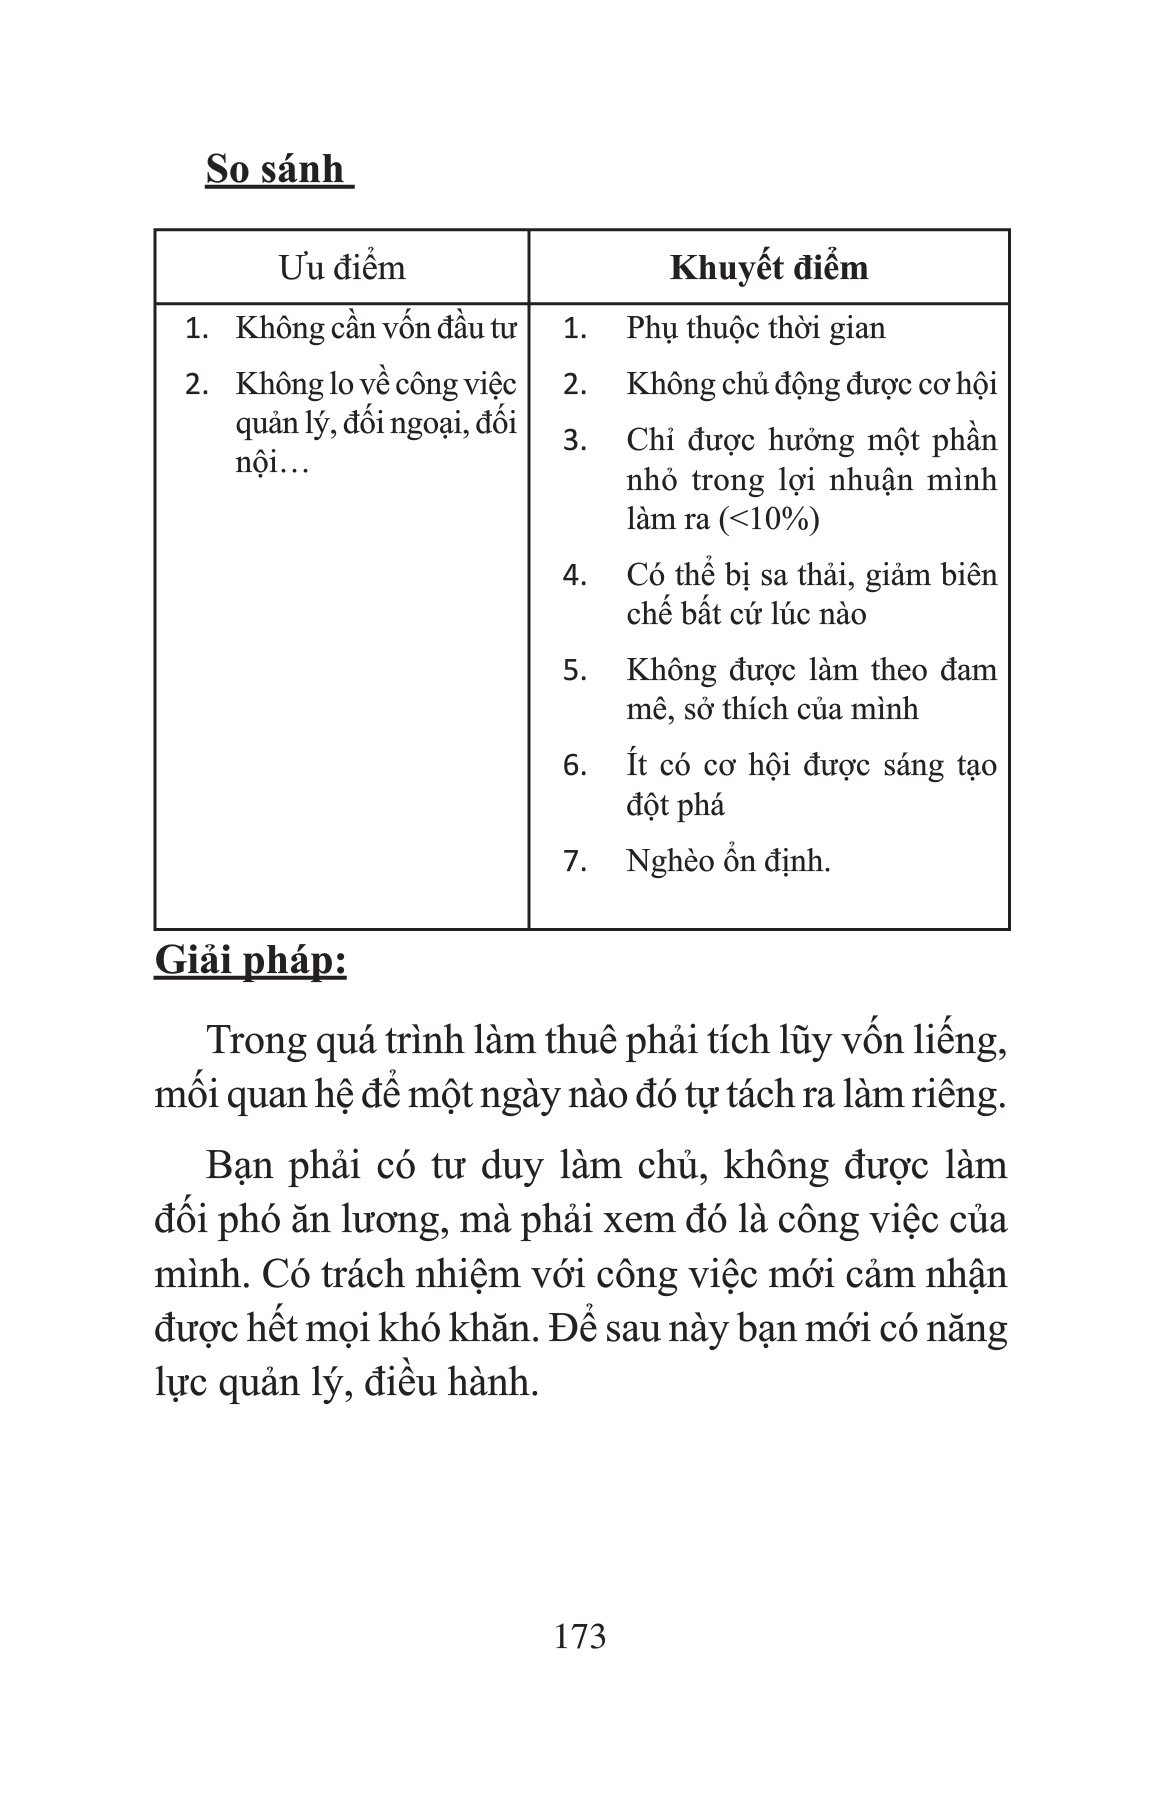 So sánh
Ưu điểm
Khuyết điểm
1. Không cần vốn đầu tư
2. Không lo về công việc
quản lý, đối ngoại, đối
nội…
1. Phụ thuộc thời gian
2. Không chủ động được cơ hội
3. Chỉ được hưởng một phần
nhỏ trong lợi nhuận mình
làm ra (<10%)
4. Có thể bị sa thải, giảm biên
chế bất cứ lúc nào
5. Không được làm theo đam
mê, sở thích của mình
6. Ít có cơ hội được sáng tạo
đột phá
7. Nghèo ổn định.
Giải pháp:
Trong quá trình làm thuê phải tích lũy vốn liếng,
mối quan hệ để một ngày nào đó tự tách ra làm riêng.
Bạn phải có tư duy làm chủ, không được làm
đối phó ăn lương, mà phải xem đó là công việc của
mình. Có trách nhiệm với công việc mới cảm nhận
được hết mọi khó khăn. Để sau này bạn mới có năng
lực quản lý, điều hành.
173